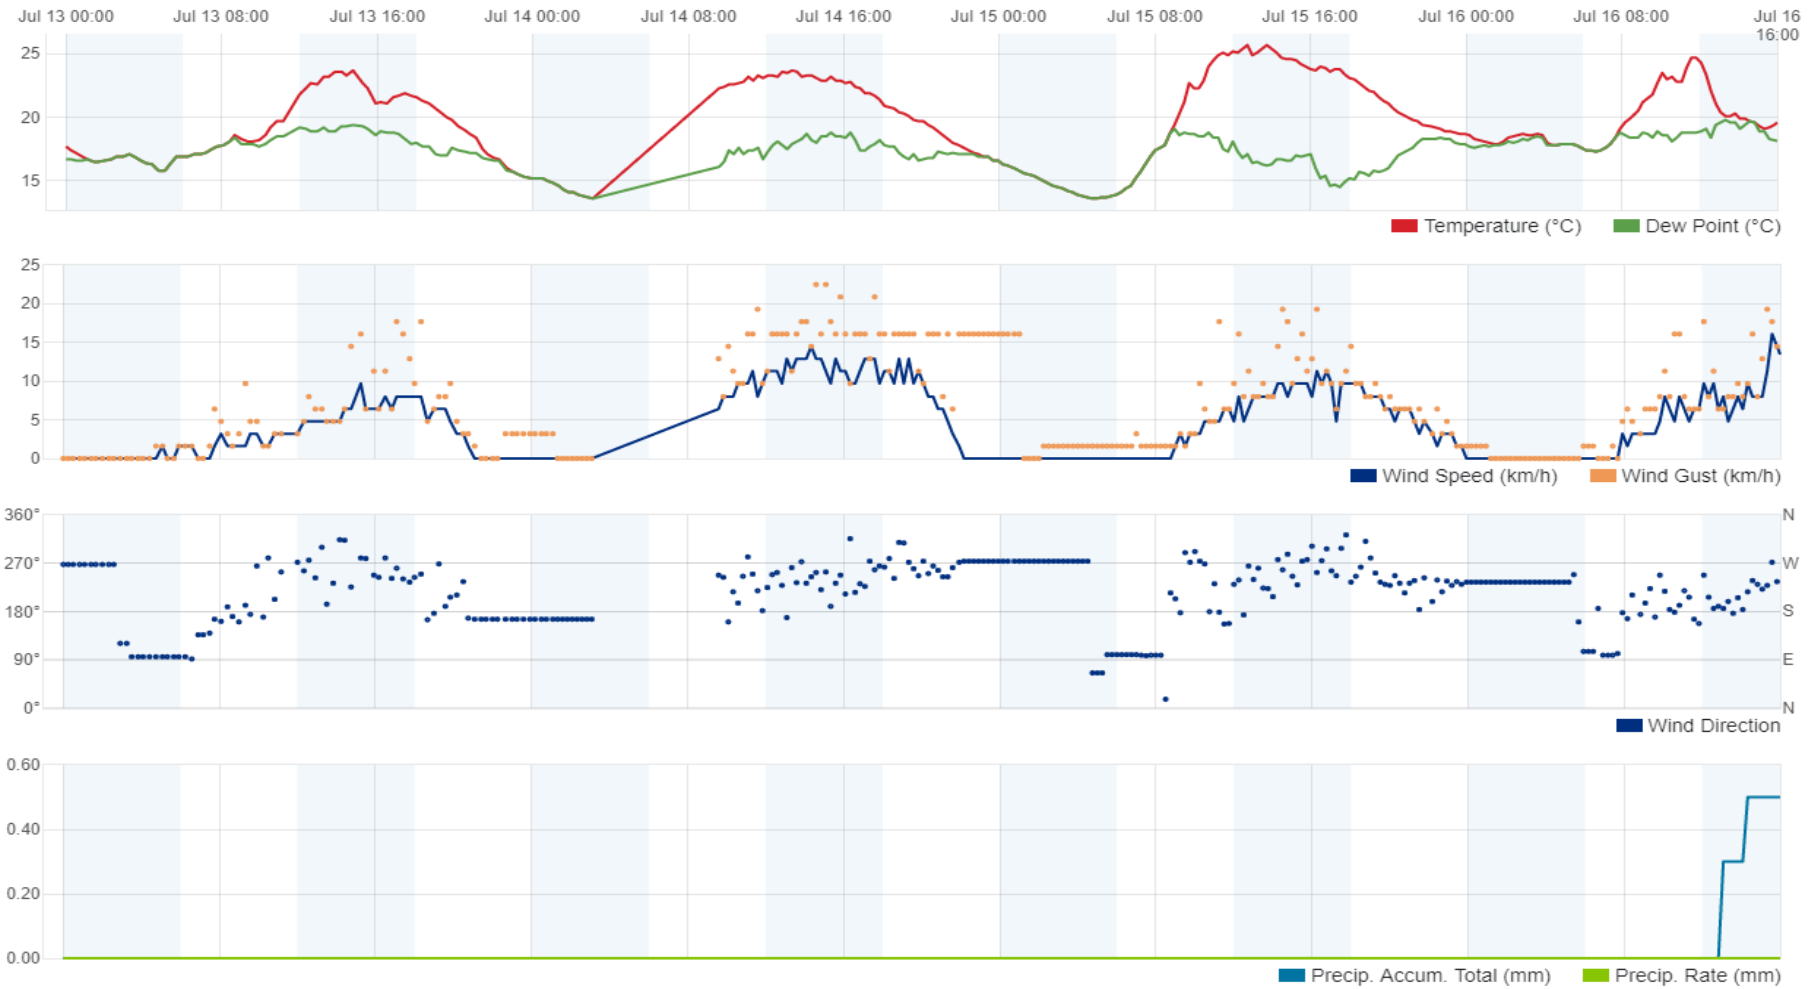 Jul 13 00:00 Jul 13 08:00 Jul 13 16:00 Jul 14 00:00 Jul 14 08:00 Jul 14 16:00 Jul 15 00:00 Jul 15 08:00 Jul 15 16:00 Jul 16 00:00 Jul 16 08:00 Jul 16 16:00
25
20
15
Temperature (°C) Dew Point (°C)
25
20
15
10
5
0
Wind Speed (km/h) Wind Gust (km/h)
360° N
270° W
180° S
90° E
0° N
Wind Direction
0.60
0.40
0.20
0.00
Precip. Accum. Total (mm) Precip. Rate (mm)